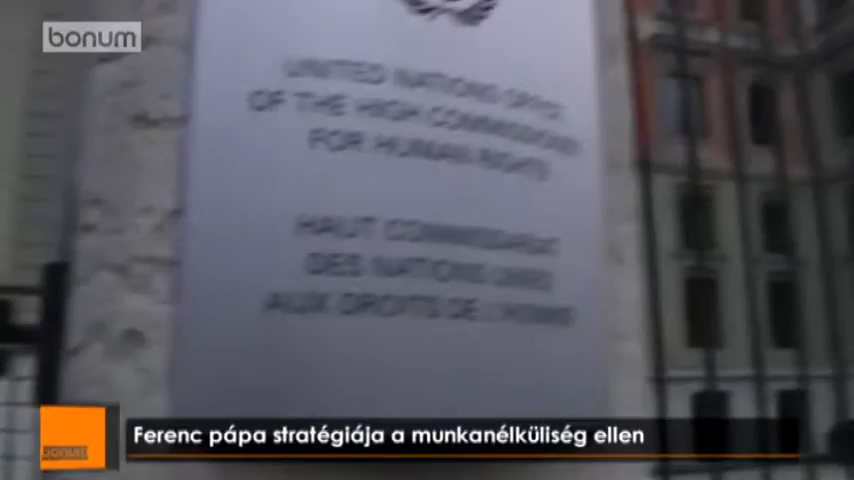 bonum
UNITED NATIONS OFFICE
OF THE HIGH COMMISSIONER
FOR HUMAN RIGHTS
HAUT COMMISSARIAT
DES NATIONS UNIES
AUX DROITS DE L'HOMME
Ferenc pápa stratégiája a munkanélküliség ellen
bonum